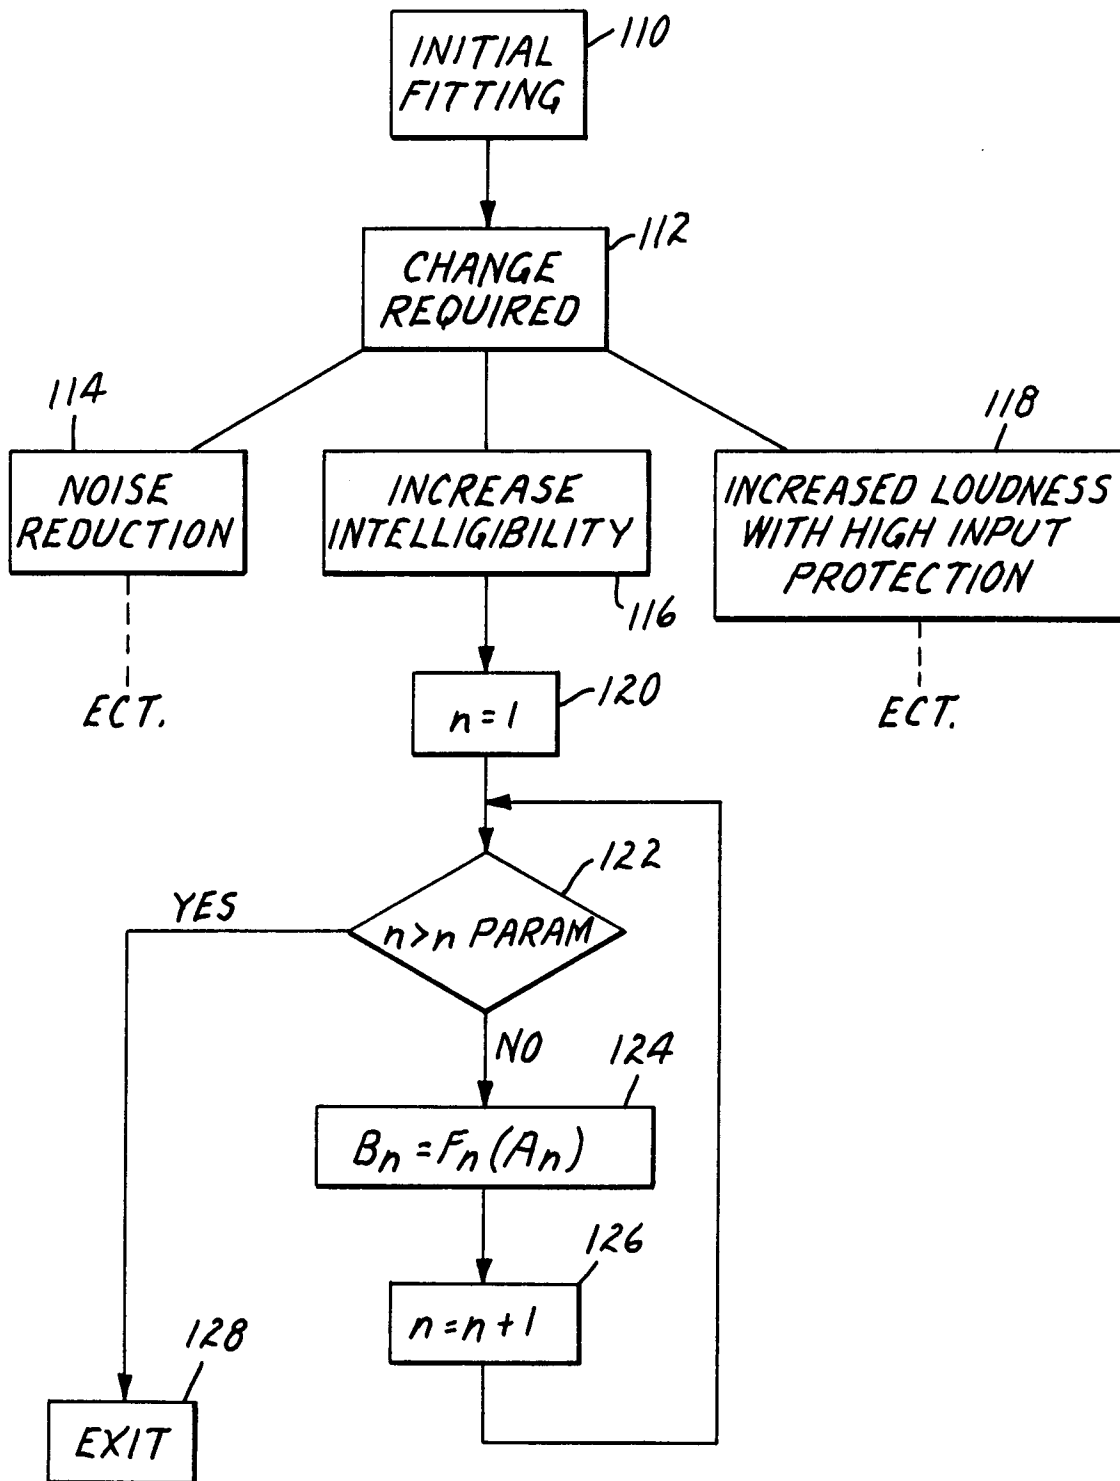 INITIAL
FITTING
110
CHANGE
REQUIRED
112
114
NOISE
REDUCTION
ECT.
INCREASE
INTELLIGIBILITY
116
118
INCREASED LOUDNESS
WITH HIGH INPUT
PROTECTION
ECT.
n = 1
120
122
n>n PARAM
YES
NO
124
Bn = Fn (An)
126
n = n + 1
128
EXIT